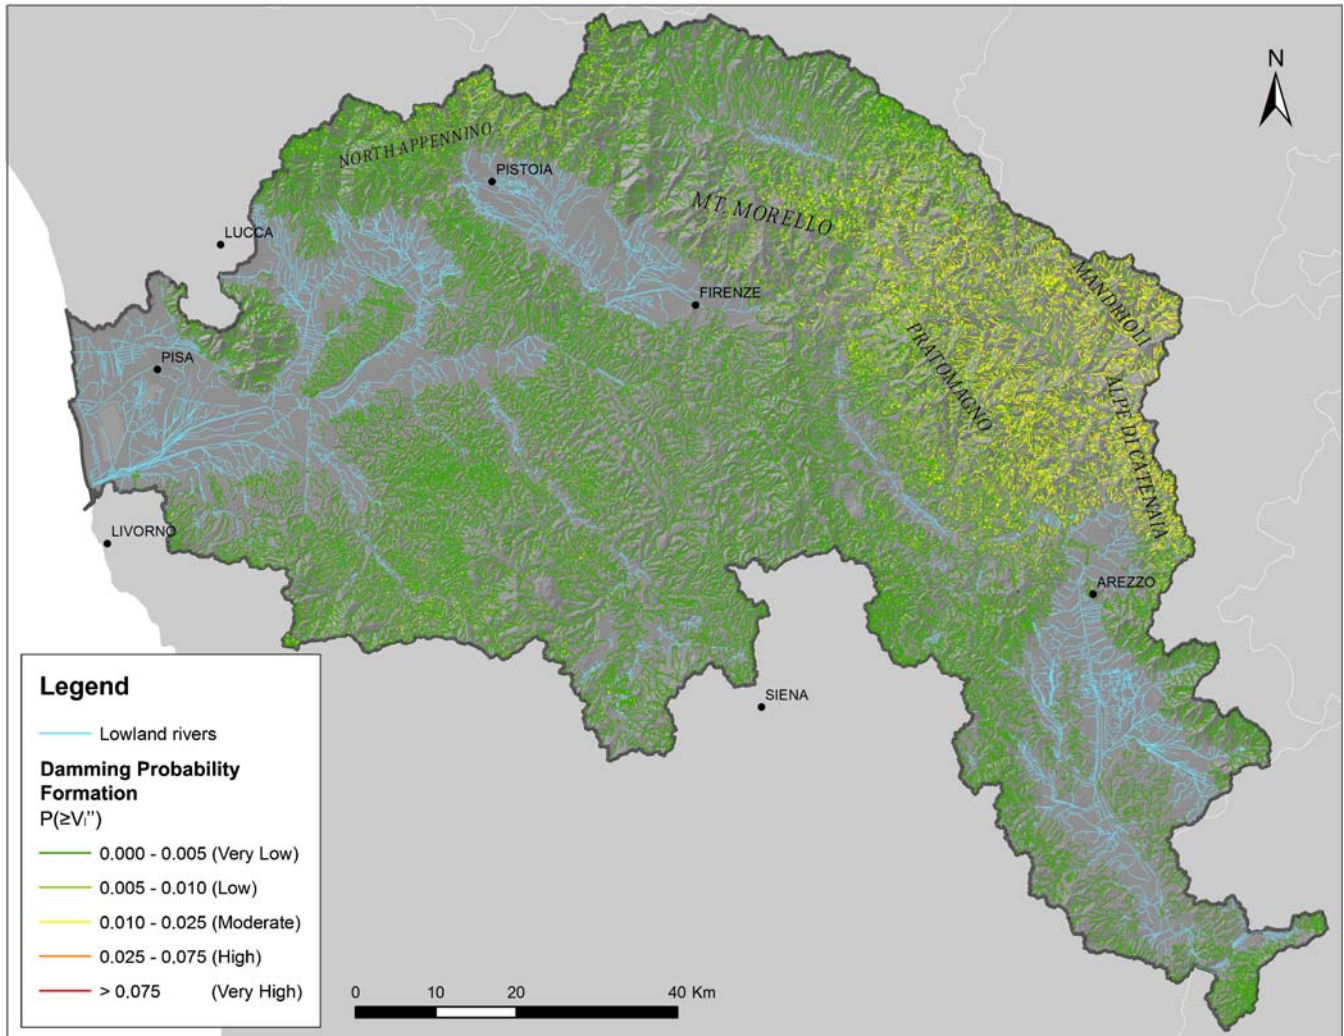 N
NORTH APPENNINO
PISTOIA
MT. MORELLO
LUCCA
MANDRIOLI
FIRENZE
PRATOMAGNO
PISA
ALPE DI CATENAIA
LIVORNO
AREZZO
SIENA
Legend
Lowland rivers
Damming Probability
Formation
P(≥Vₗ'')
0.000 - 0.005 (Very Low)
0.005 - 0.010 (Low)
0.010 - 0.025 (Moderate)
0.025 - 0.075 (High)
> 0.075 (Very High)
0 10 20 40 Km